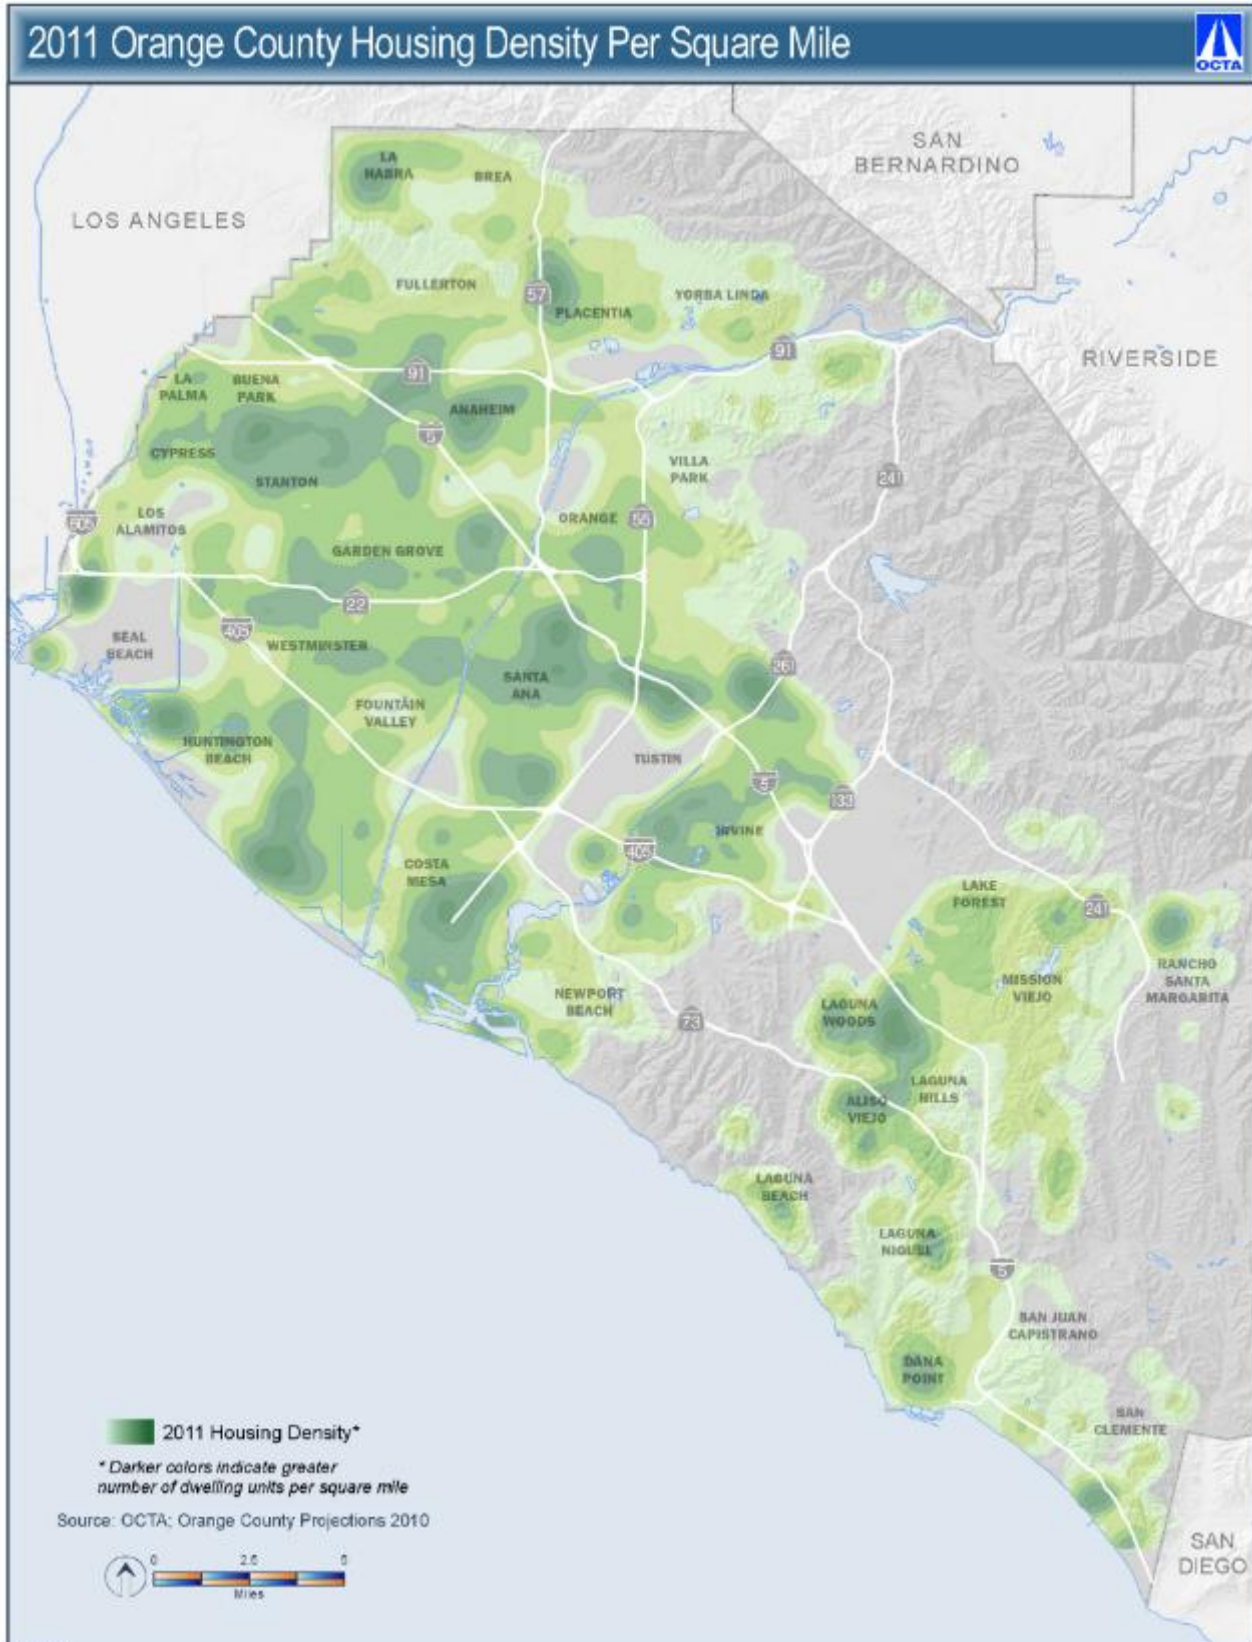 2011 Orange County Housing Density Per Square Mile
OCTA
SAN
BERNARDINO
LOS ANGELES
RIVERSIDE
LA
HABRA
BREA
FULLERTON
57
PLACENTIA
YORBA LINDA
91
LA
PALMA
BUENA
PARK
91
ANAHEIM
5
CYPRESS
STANTON
VILLA
PARK
241
LOS
ALAMITOS
605
ORANGE
55
GARDEN GROVE
22
405
SEAL
BEACH
WESTMINSTER
SANTA
ANA
261
FOUNTAIN
VALLEY
HUNTINGTON
BEACH
TUSTIN
5
133
IRVINE
405
COSTA
MESA
LAKE
FOREST
241
RANCHO
SANTA
MARGARITA
MISSION
VIEJO
NEWPORT
BEACH
73
LAGUNA
WOODS
LAGUNA
HILLS
ALISO
VIEJO
LAGUNA
BEACH
LAGUNA
NIGUEL
5
SAN JUAN
CAPISTRANO
DANA
POINT
SAN
CLEMENTE
SAN
DIEGO
2011 Housing Density*
* Darker colors indicate greater
number of dwelling units per square mile
Source: OCTA; Orange County Projections 2010
0 2.5 5
Miles